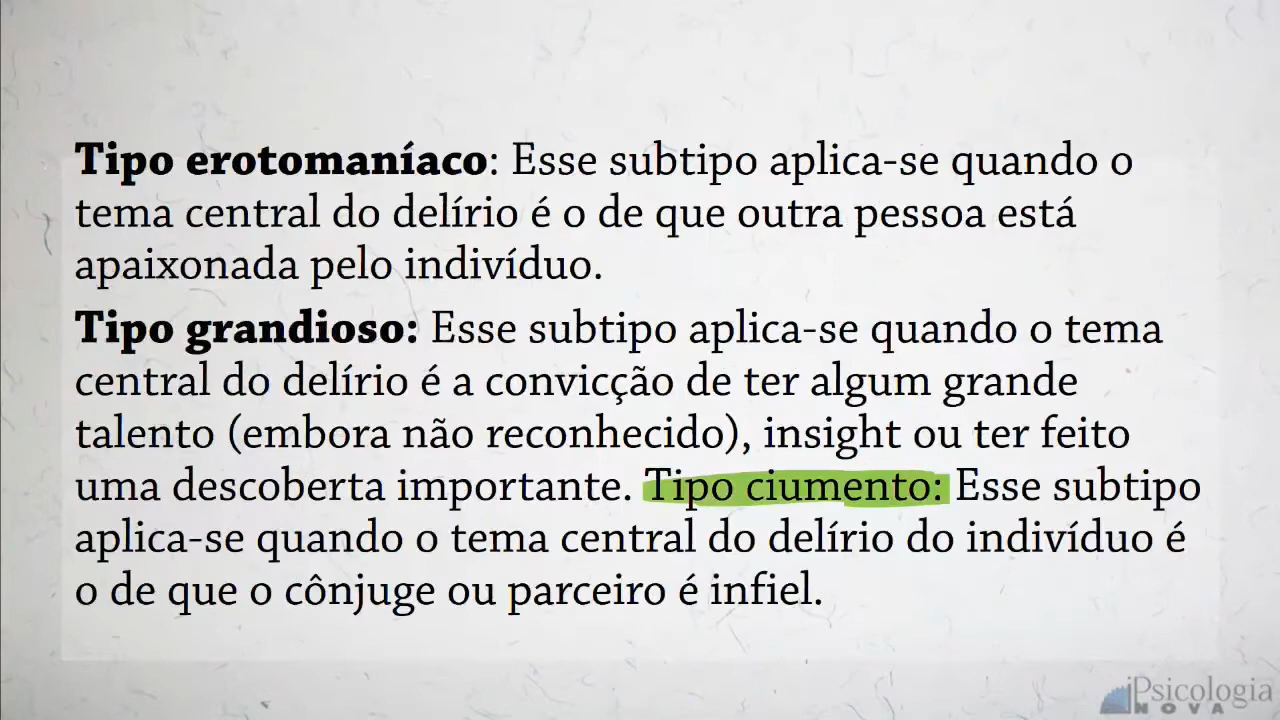 Tipo erotomaníaco: Esse subtipo aplica-se quando o
tema central do delírio é o de que outra pessoa está
apaixonada pelo indivíduo.
Tipo grandioso: Esse subtipo aplica-se quando o tema
central do delírio é a convicção de ter algum grande
talento (embora não reconhecido), insight ou ter feito
uma descoberta importante. Tipo ciumento: Esse subtipo
aplica-se quando o tema central do delírio do indivíduo é
o de que o cônjuge ou parceiro é infiel.
Psicologia
NOVA